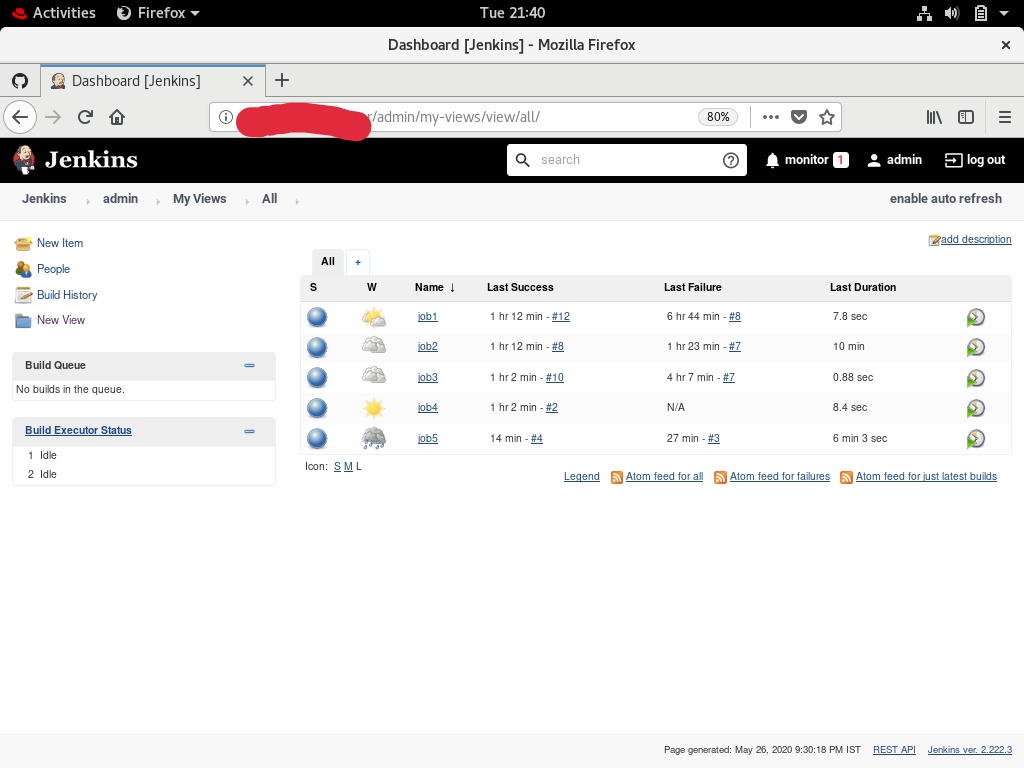 Activities Firefox Tue 21:40
Dashboard [Jenkins] - Mozilla Firefox
Dashboard [Jenkins]
/admin/my-views/view/all/ 80%
Jenkins search monitor 1 admin log out
Jenkins admin My Views All enable auto refresh
New Item
People
Build History
New View
add description
All +
S W Name ↓ Last Success Last Failure Last Duration
job1 1 hr 12 min - #12 6 hr 44 min - #8 7.8 sec
job2 1 hr 12 min - #8 1 hr 23 min - #7 10 min
job3 1 hr 2 min - #10 4 hr 7 min - #7 0.88 sec
job4 1 hr 2 min - #2 N/A 8.4 sec
job5 14 min - #4 27 min - #3 6 min 3 sec
Icon: S M L
Legend Atom feed for all Atom feed for failures Atom feed for just latest builds
Build Queue
No builds in the queue.
Build Executor Status
1 Idle
2 Idle
Page generated: May 26, 2020 9:30:18 PM IST REST API Jenkins ver. 2.222.3